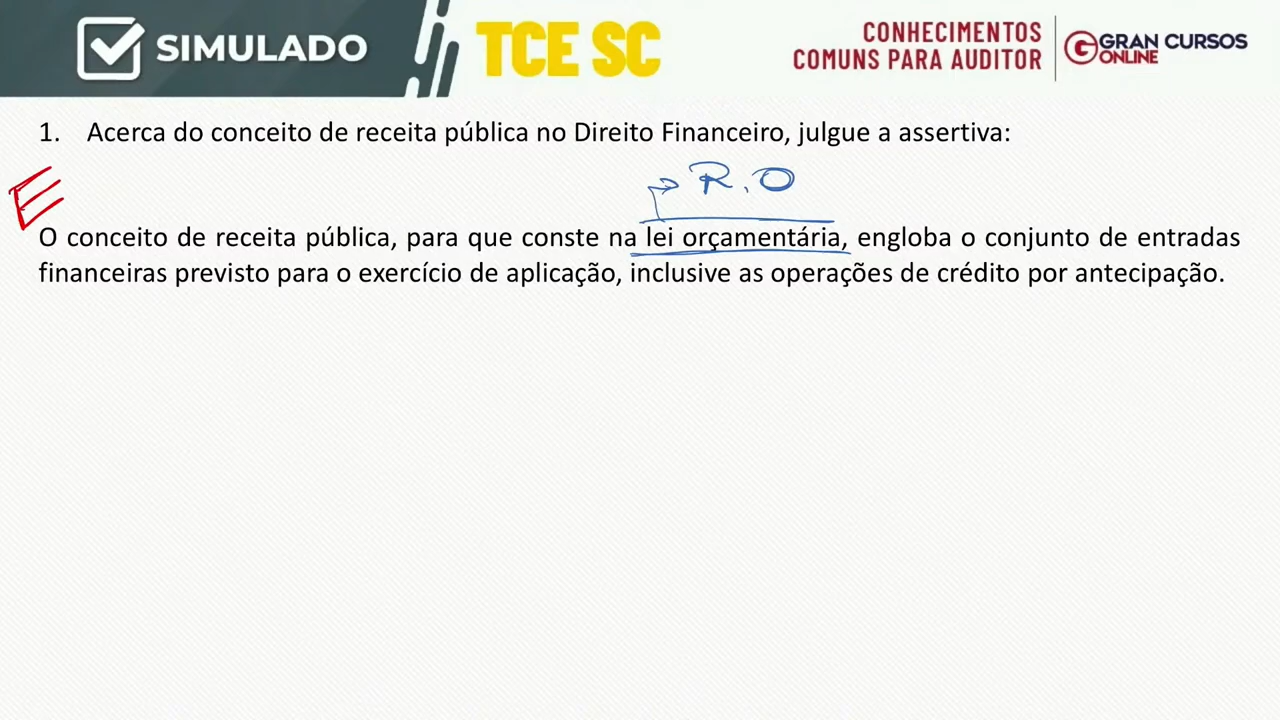 SIMULADO
TCE SC
CONHECIMENTOS
COMUNS PARA AUDITOR
GRAN CURSOS
ONLINE
1. Acerca do conceito de receita pública no Direito Financeiro, julgue a assertiva:
R.O
E
O conceito de receita pública, para que conste na lei orçamentária, engloba o conjunto de entradas
financeiras previsto para o exercício de aplicação, inclusive as operações de crédito por antecipação.